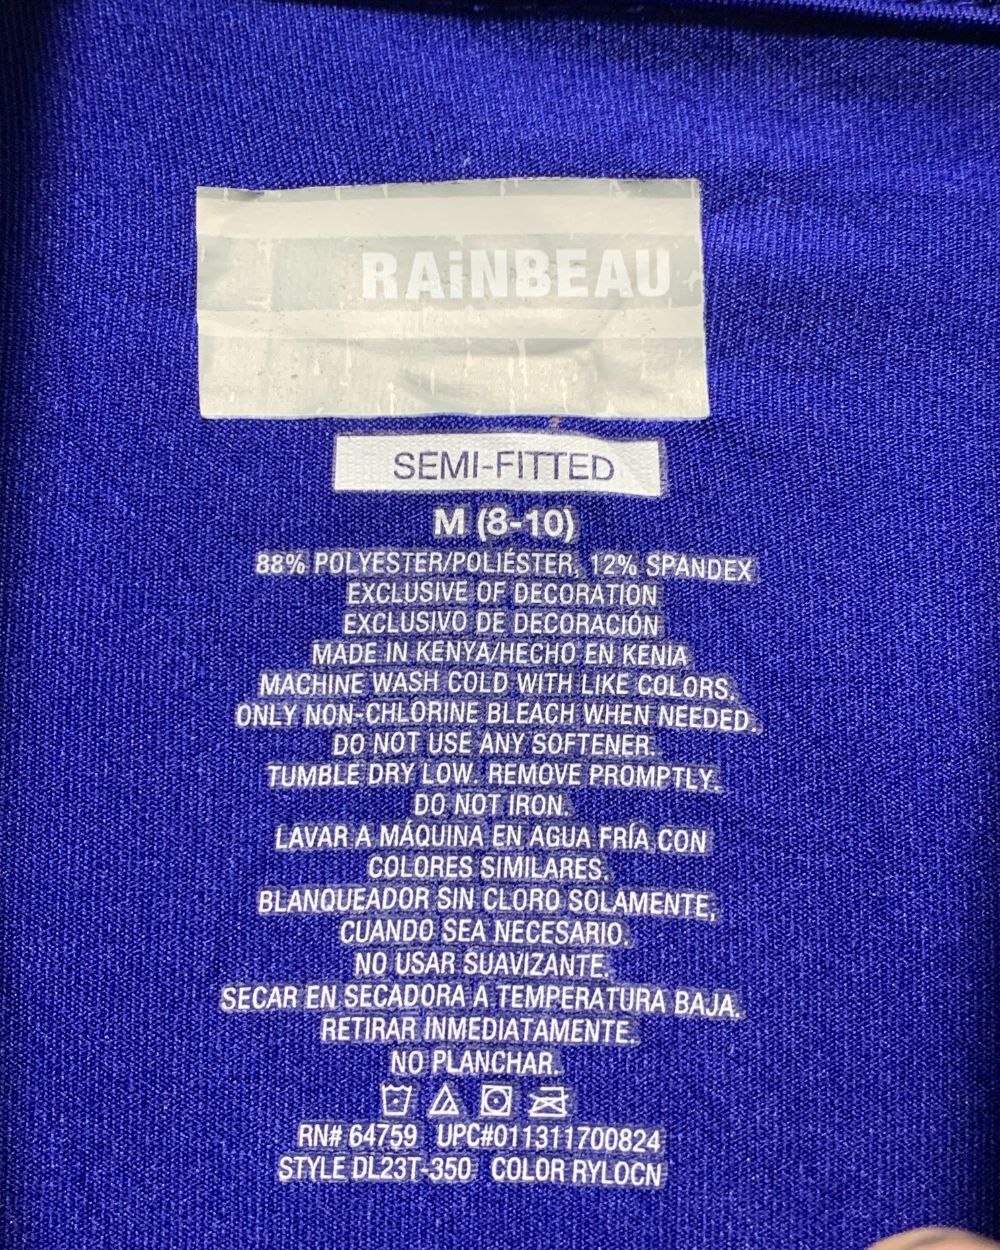 RAiNBEAU
SEMI-FITTED
M (8-10)
88% POLYESTER/POLIÉSTER, 12% SPANDEX
EXCLUSIVE OF DECORATION
EXCLUSIVO DE DECORACIÓN
MADE IN KENYA/HECHO EN KENIA
MACHINE WASH COLD WITH LIKE COLORS.
ONLY NON-CHLORINE BLEACH WHEN NEEDED.
DO NOT USE ANY SOFTENER.
TUMBLE DRY LOW. REMOVE PROMPTLY.
DO NOT IRON.
LAVAR A MÁQUINA EN AGUA FRÍA CON
COLORES SIMILARES.
BLANQUEADOR SIN CLORO SOLAMENTE,
CUANDO SEA NECESARIO.
NO USAR SUAVIZANTE.
SECAR EN SECADORA A TEMPERATURA BAJA.
RETIRAR INMEDIATAMENTE.
NO PLANCHAR.
RN# 64759 UPC#011311700824
STYLE DL23T-350 COLOR RYLOCN